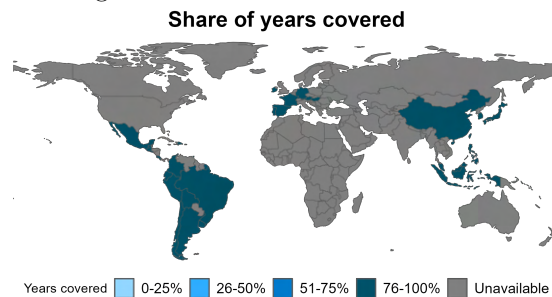 Share of years covered
Years covered 0-25% 26-50% 51-75% 76-100% Unavailable